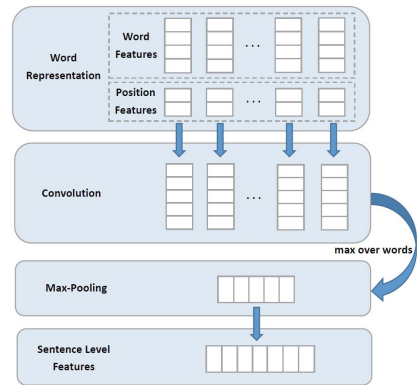 Word
Representation
Word
Features
. . .
Position
Features
. . .
Convolution
. . .
max over words
Max-Pooling
Sentence Level
Features